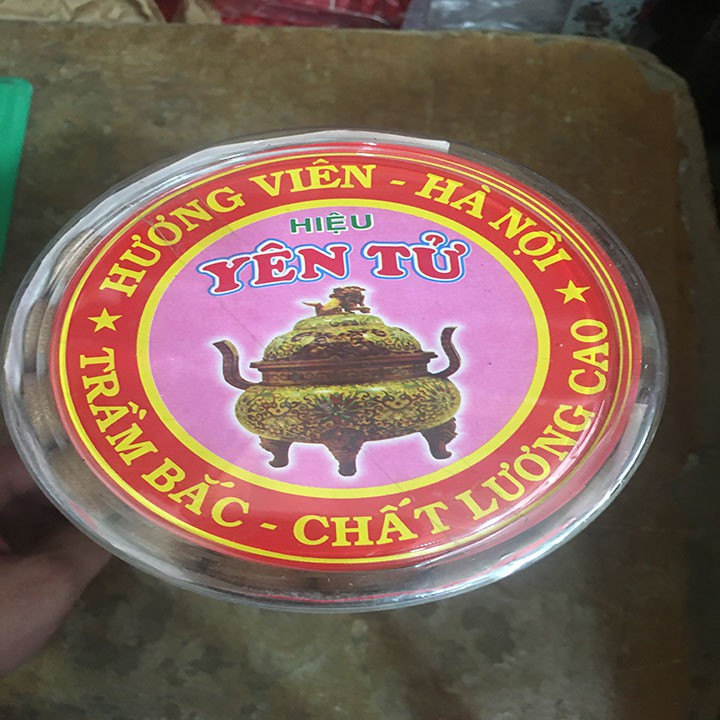 HƯƠNG VIÊN - HÀ NỘI
HIỆU
YÊN TỬ
TRẦM BẮC - CHẤT LƯỢNG CAO